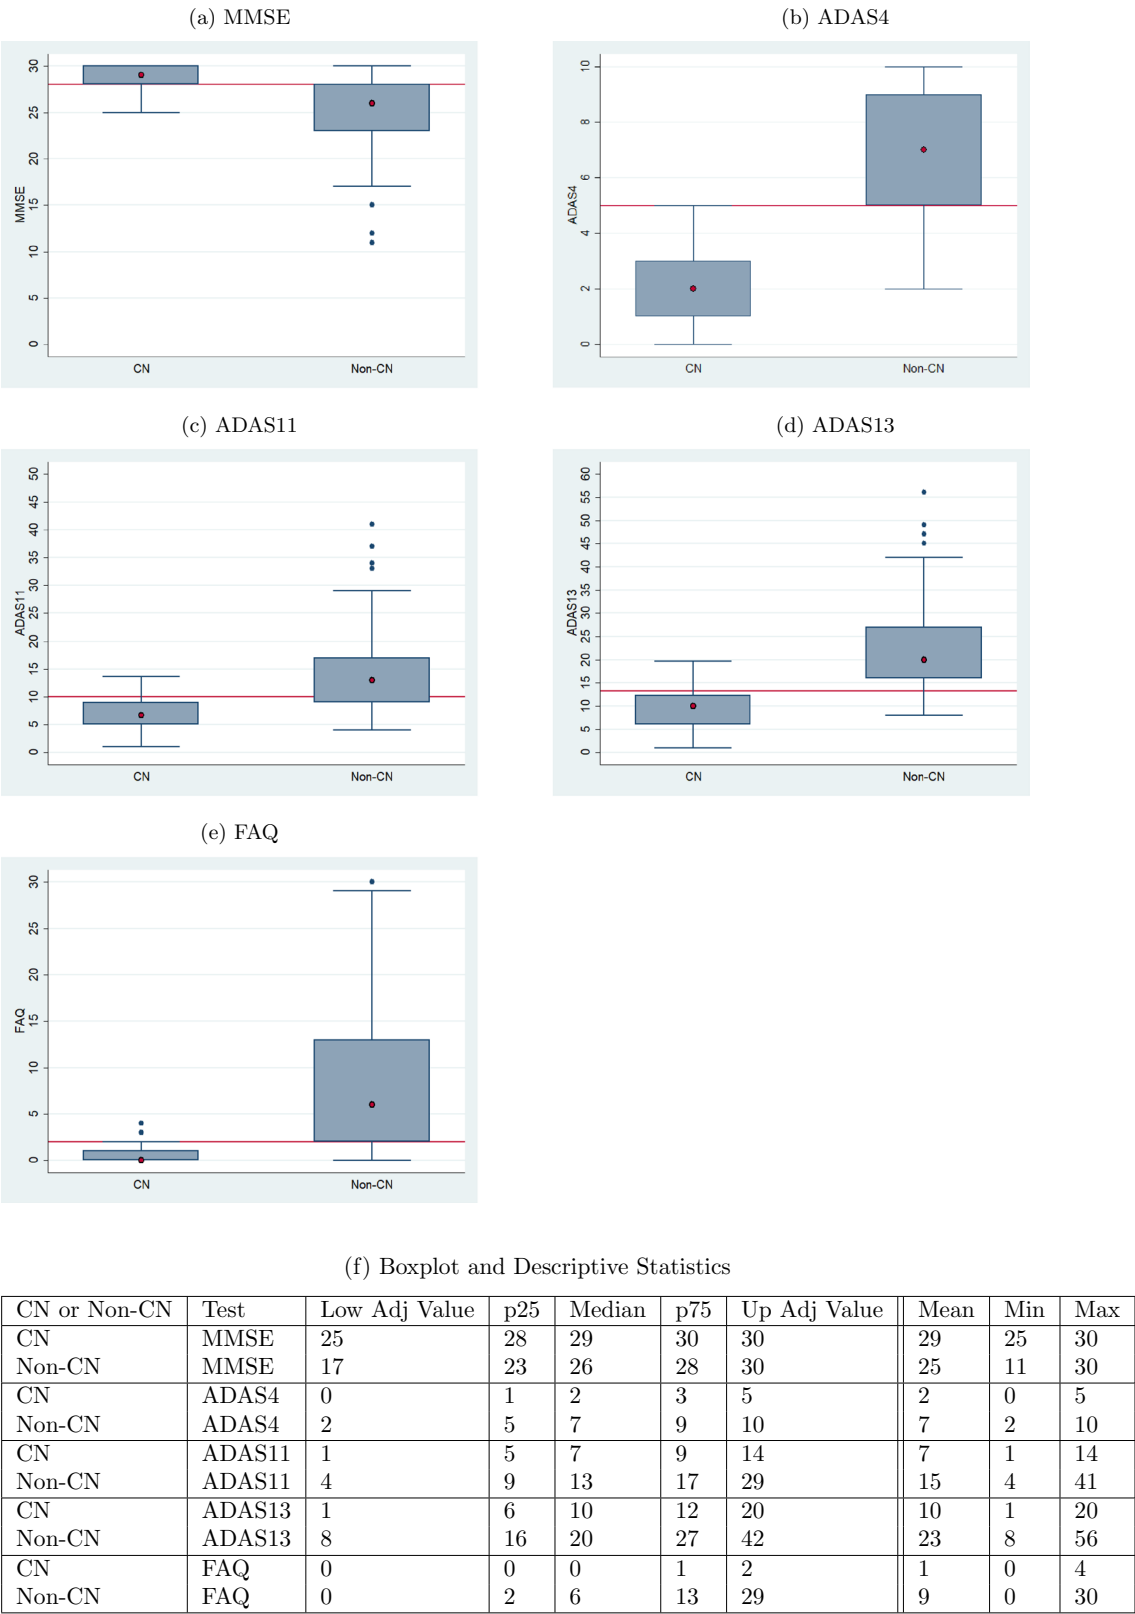 (a) MMSE
30
25
20
15
10
5
0
MMSE
CN Non-CN
(b) ADAS4
10
8
6
4
2
0
ADAS4
CN Non-CN
(c) ADAS11
50
45
40
35
30
25
20
15
10
5
0
ADAS11
CN Non-CN
(d) ADAS13
60
55
50
45
40
35
30
25
20
15
10
5
0
ADAS13
CN Non-CN
(e) FAQ
30
25
20
15
10
5
0
FAQ
CN Non-CN
(f) Boxplot and Descriptive Statistics
CN or Non-CN Test Low Adj Value p25 Median p75 Up Adj Value Mean Min Max
CN MMSE 25 28 29 30 30 29 25 30
Non-CN MMSE 17 23 26 28 30 25 11 30
CN ADAS4 0 1 2 3 5 2 0 5
Non-CN ADAS4 2 5 7 9 10 7 2 10
CN ADAS11 1 5 7 9 14 7 1 14
Non-CN ADAS11 4 9 13 17 29 15 4 41
CN ADAS13 1 6 10 12 20 10 1 20
Non-CN ADAS13 8 16 20 27 42 23 8 56
CN FAQ 0 0 0 1 2 1 0 4
Non-CN FAQ 0 2 6 13 29 9 0 30